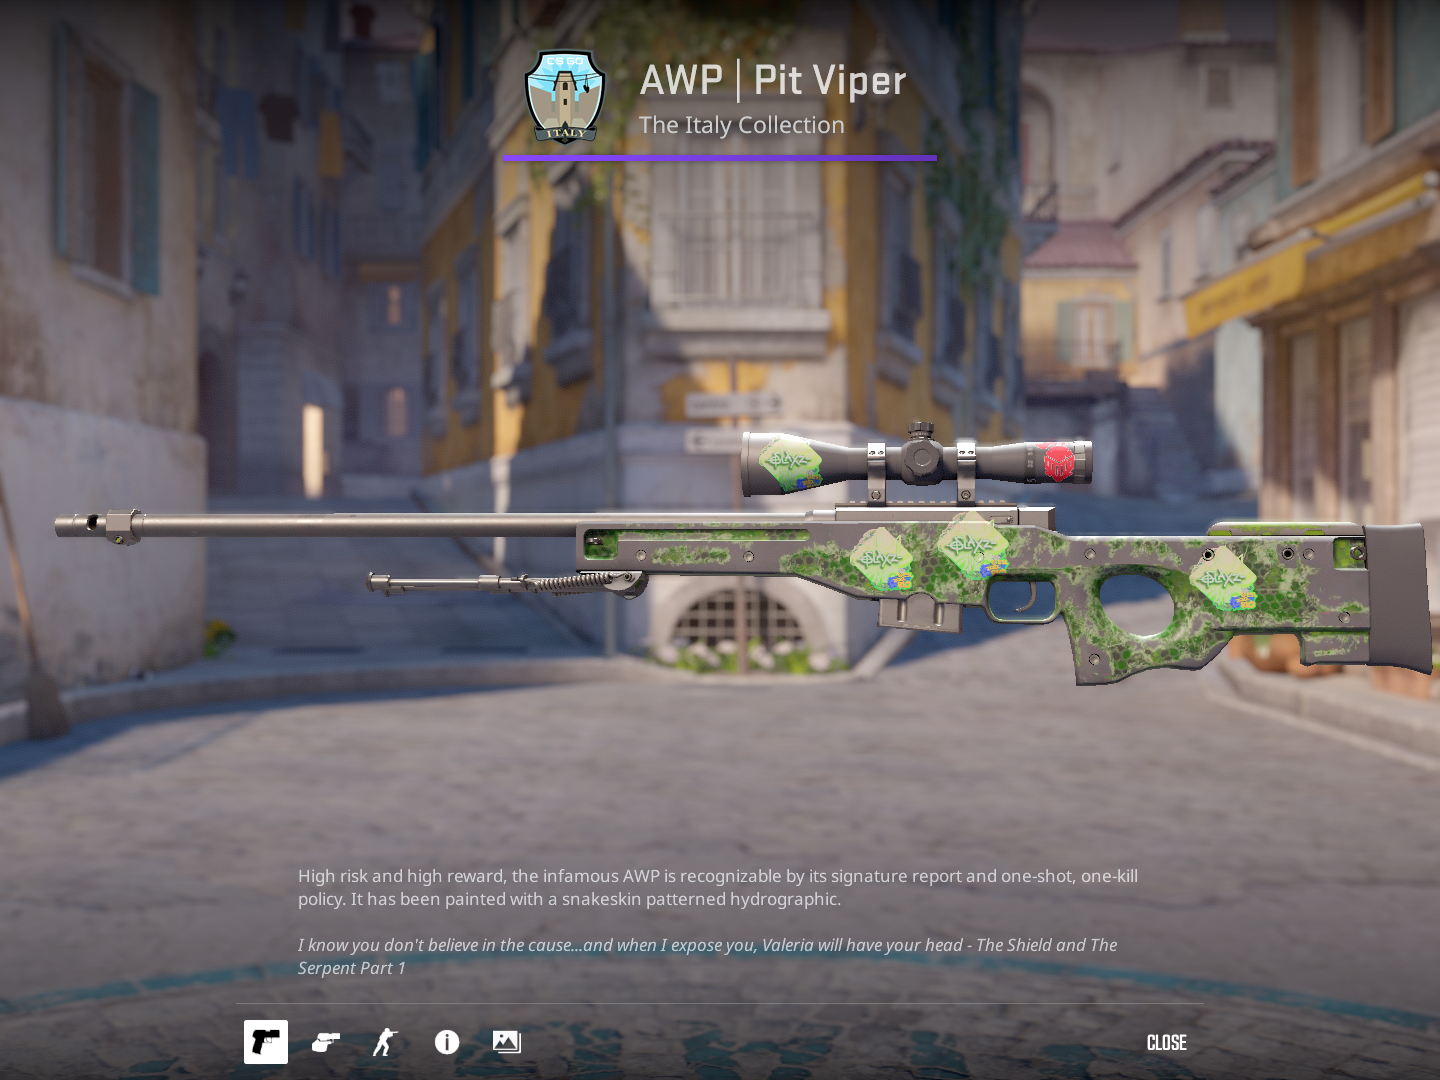 CS GO
ITALY
AWP | Pit Viper
The Italy Collection
High risk and high reward, the infamous AWP is recognizable by its signature report and one-shot, one-kill
policy. It has been painted with a snakeskin patterned hydrographic.
I know you don't believe in the cause...and when I expose you, Valeria will have your head - The Shield and The
Serpent Part 1
CLOSE